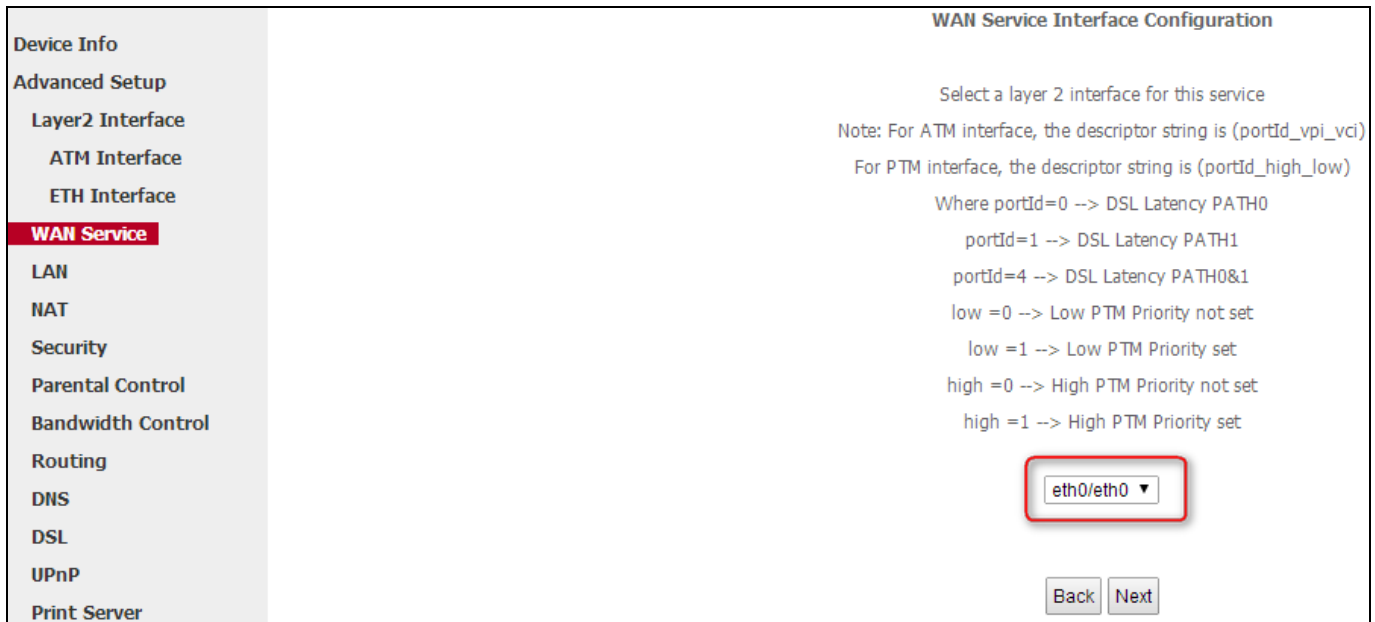 Device Info
Advanced Setup
Layer2 Interface
ATM Interface
ETH Interface
WAN Service
LAN
NAT
Security
Parental Control
Bandwidth Control
Routing
DNS
DSL
UPnP
Print Server
WAN Service Interface Configuration
Select a layer 2 interface for this service
Note: For ATM interface, the descriptor string is (portId_vpi_vci)
For PTM interface, the descriptor string is (portId_high_low)
Where portId=0 --> DSL Latency PATH0
portId=1 --> DSL Latency PATH1
portId=4 --> DSL Latency PATH0&1
low =0 --> Low PTM Priority not set
low =1 --> Low PTM Priority set
high =0 --> High PTM Priority not set
high =1 --> High PTM Priority set
eth0/eth0
Back Next